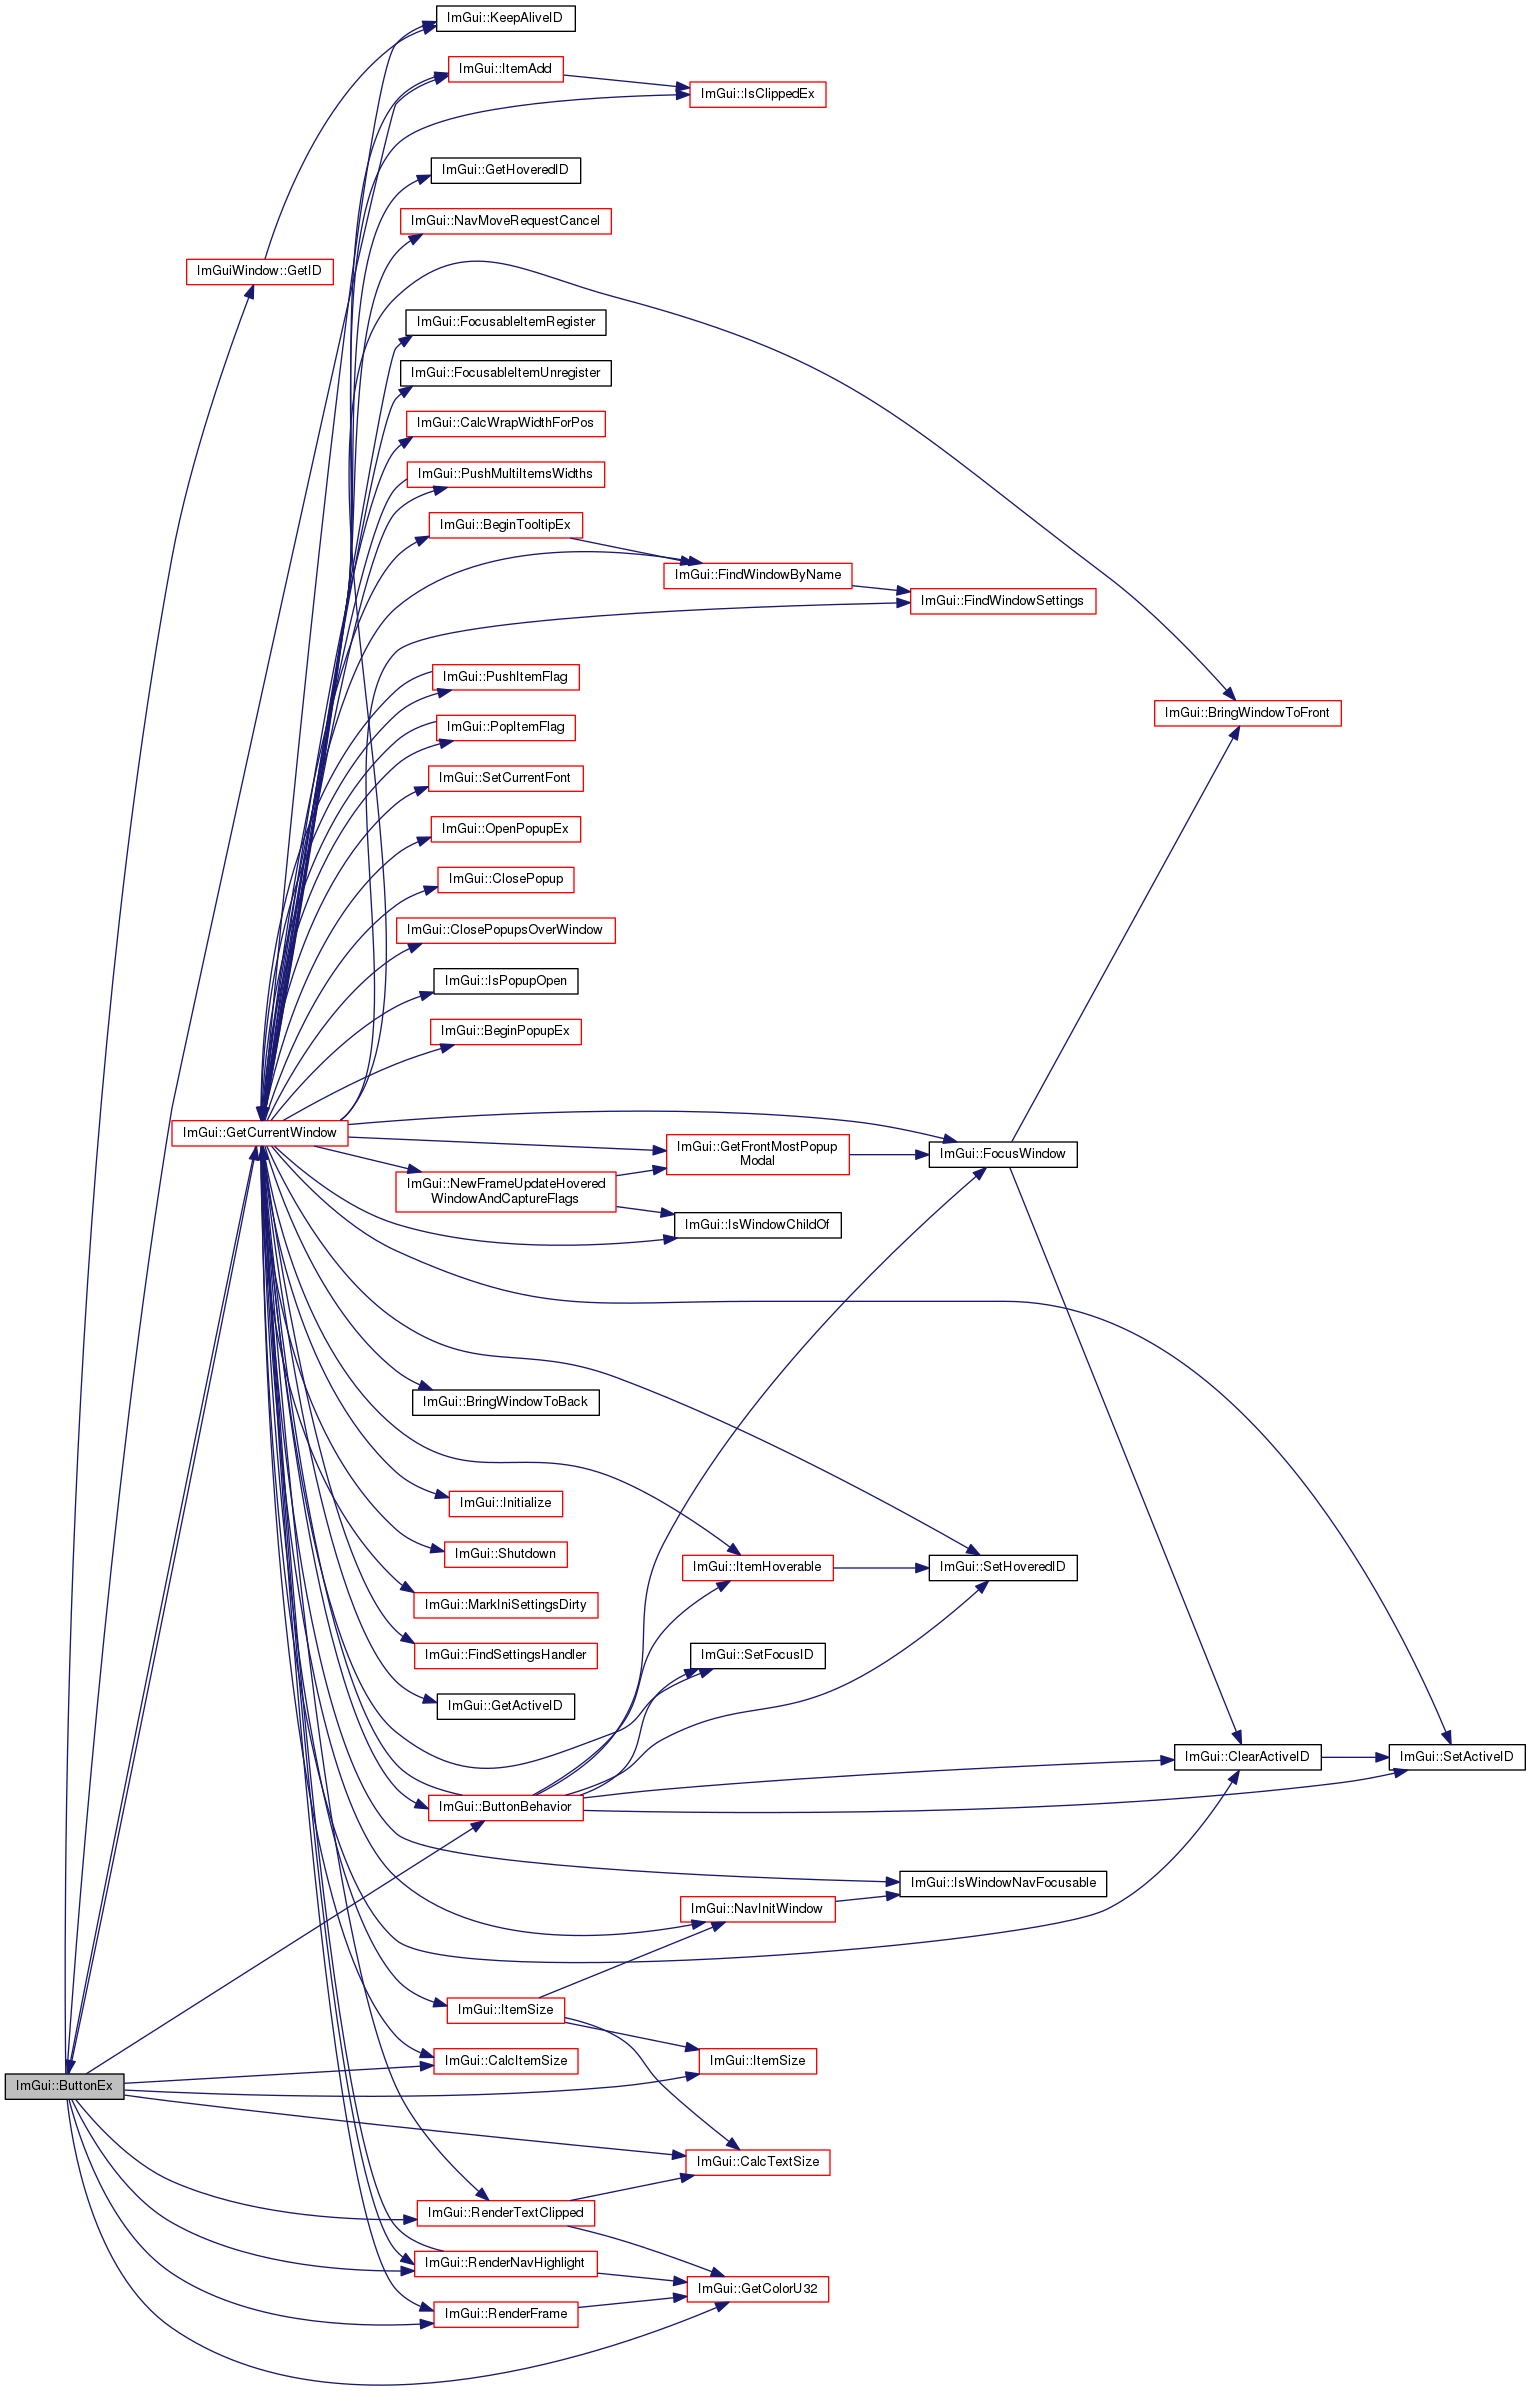 ImGui::KeepAliveID
ImGui::ItemAdd
ImGui::IsClippedEx
ImGui::GetHoveredID
ImGui::NavMoveRequestCancel
ImGuiWindow::GetID
ImGui::FocusableItemRegister
ImGui::FocusableItemUnregister
ImGui::CalcWrapWidthForPos
ImGui::PushMultiItemsWidths
ImGui::BeginTooltipEx
ImGui::FindWindowByName
ImGui::FindWindowSettings
ImGui::PushItemFlag
ImGui::BringWindowToFront
ImGui::PopItemFlag
ImGui::SetCurrentFont
ImGui::OpenPopupEx
ImGui::ClosePopup
ImGui::ClosePopupsOverWindow
ImGui::IsPopupOpen
ImGui::BeginPopupEx
ImGui::GetCurrentWindow
ImGui::GetFrontMostPopup
Modal
ImGui::FocusWindow
ImGui::NewFrameUpdateHovered
WindowAndCaptureFlags
ImGui::IsWindowChildOf
ImGui::BringWindowToBack
ImGui::Initialize
ImGui::Shutdown
ImGui::ItemHoverable
ImGui::SetHoveredID
ImGui::MarkIniSettingsDirty
ImGui::FindSettingsHandler
ImGui::SetFocusID
ImGui::GetActiveID
ImGui::ClearActiveID
ImGui::SetActiveID
ImGui::ButtonBehavior
ImGui::IsWindowNavFocusable
ImGui::NavInitWindow
ImGui::ItemSize
ImGui::CalcItemSize
ImGui::ItemSize
ImGui::ButtonEx
ImGui::CalcTextSize
ImGui::RenderTextClipped
ImGui::RenderNavHighlight
ImGui::GetColorU32
ImGui::RenderFrame